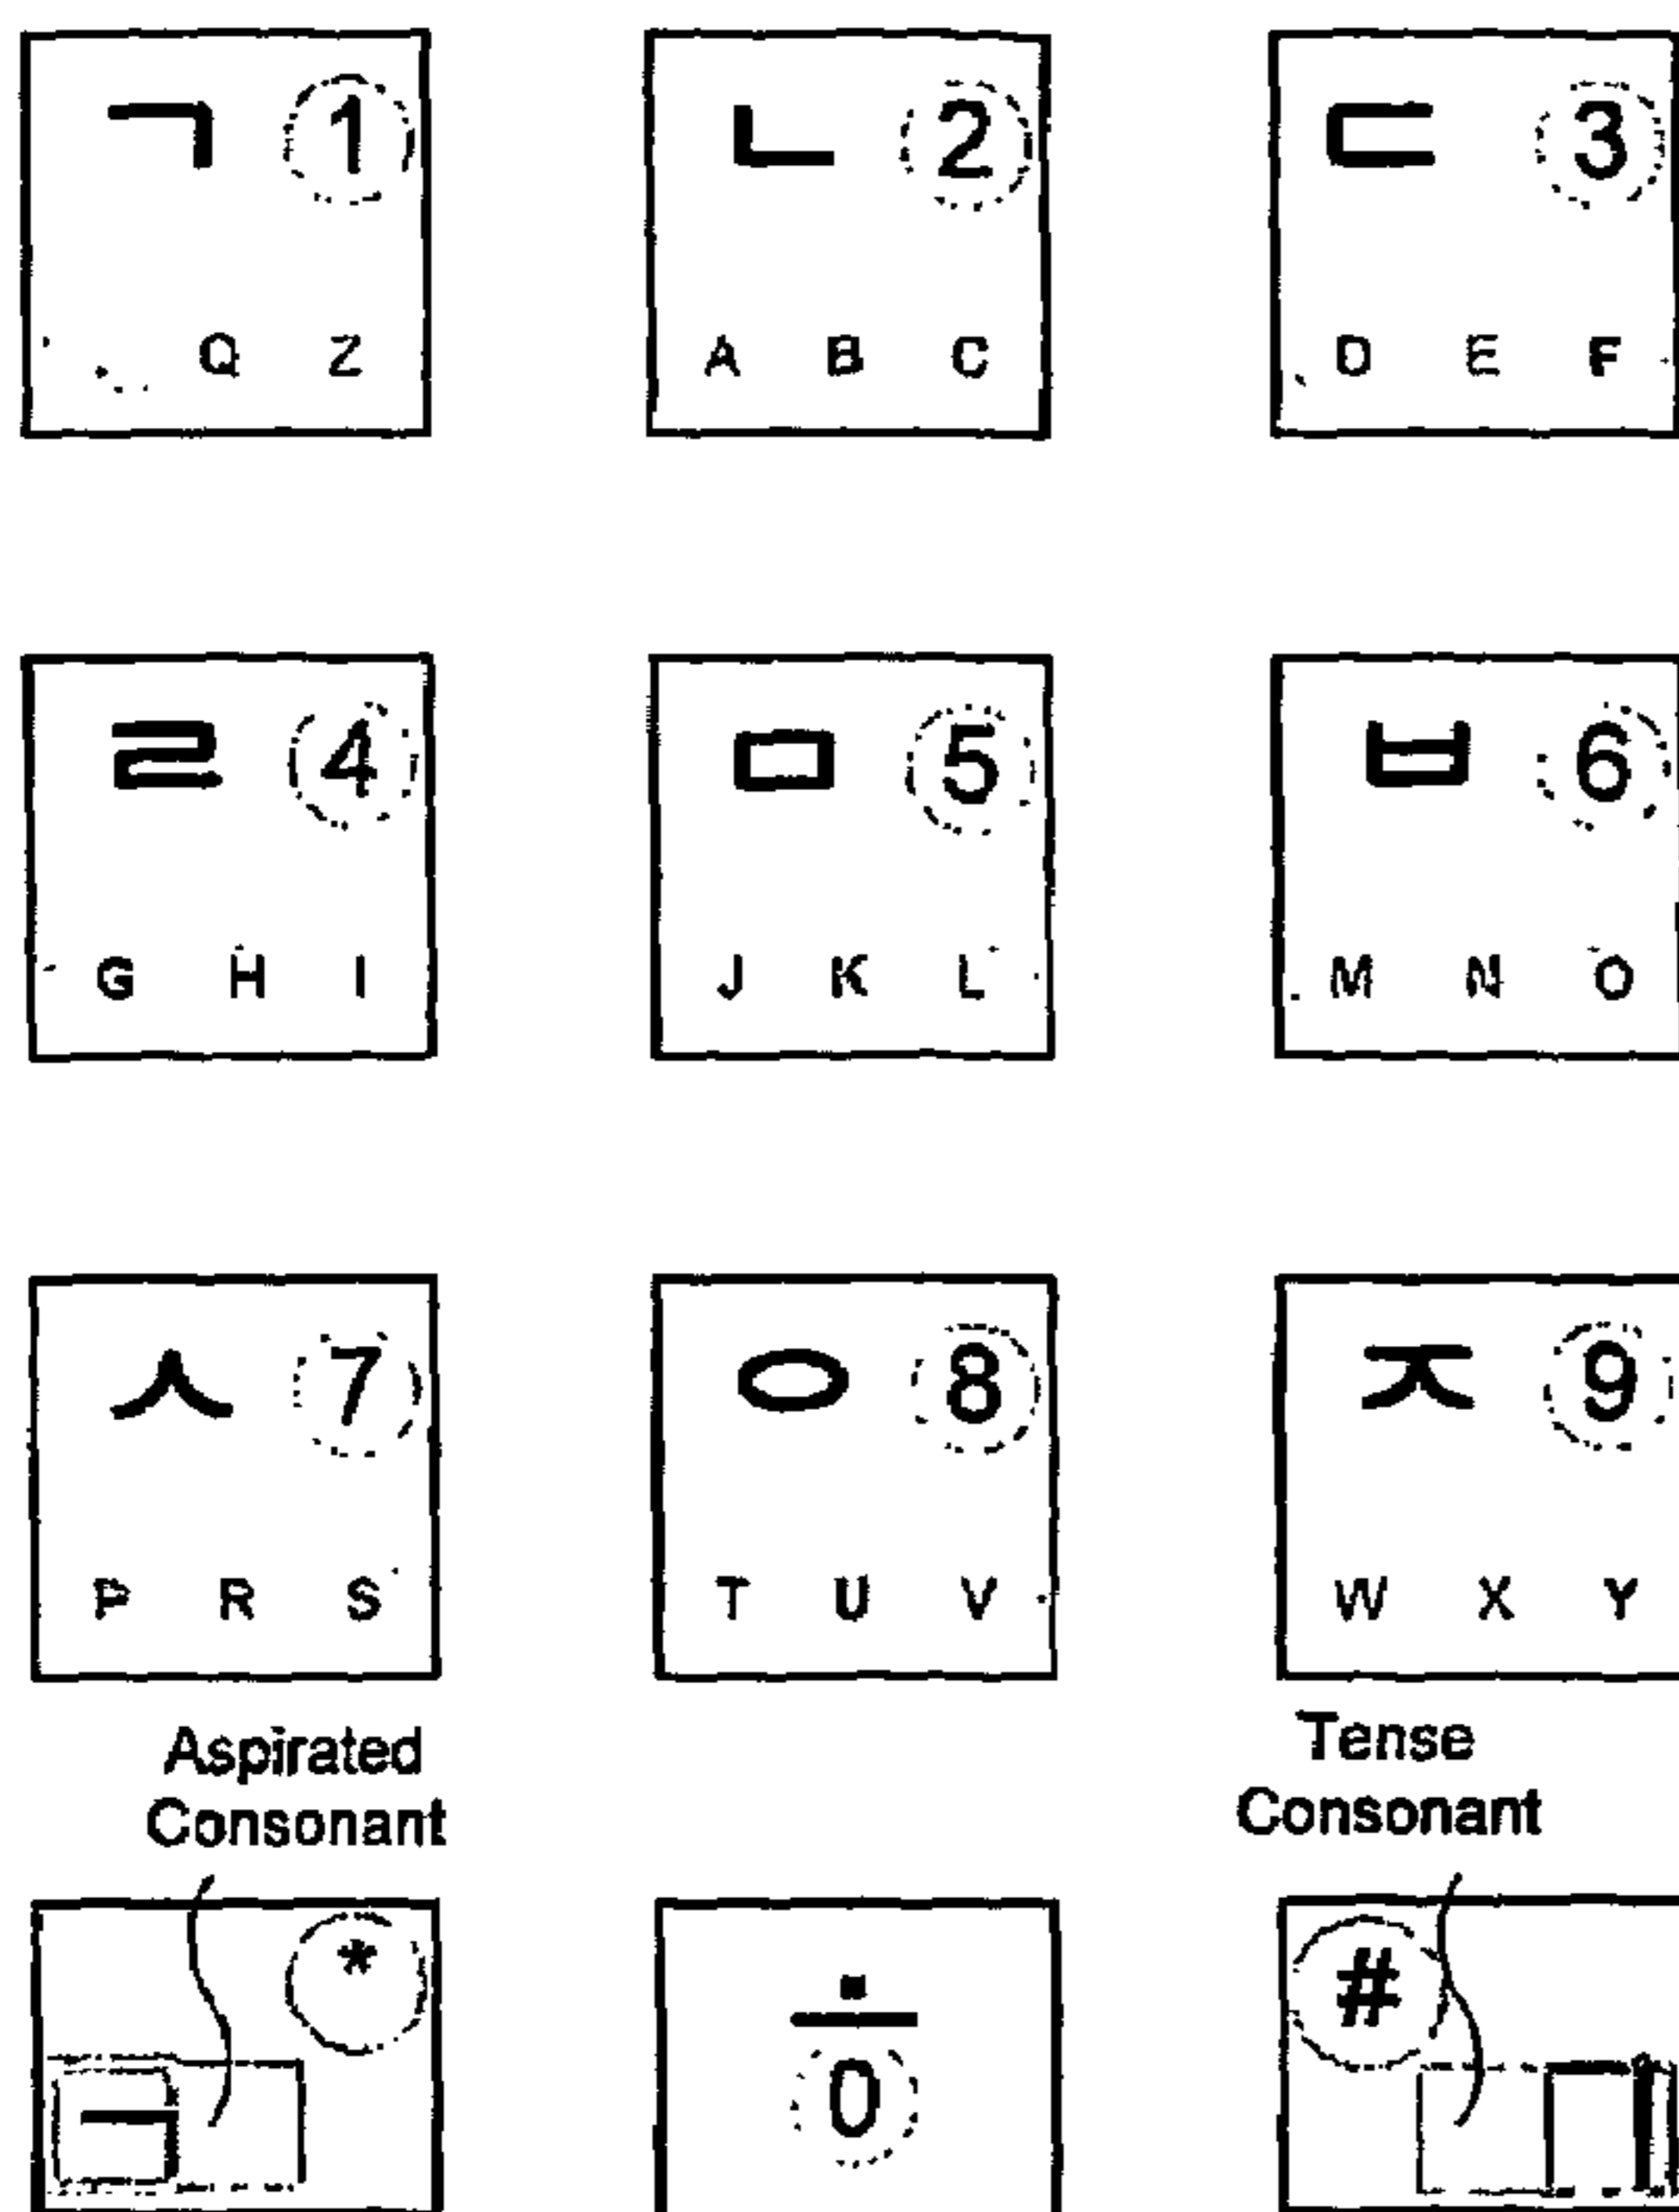 ㄱ 1
Q Z
ㄴ 2
A B C
ㄷ 3
D E F
ㄹ 4
G H I
ㅁ 5
J K L
ㅂ 6
M N O
ㅅ 7
P R S
ㅇ 8
T U V
ㅈ 9
W X Y
Aspirated
Consonant
*
0
Tense
Consonant
#